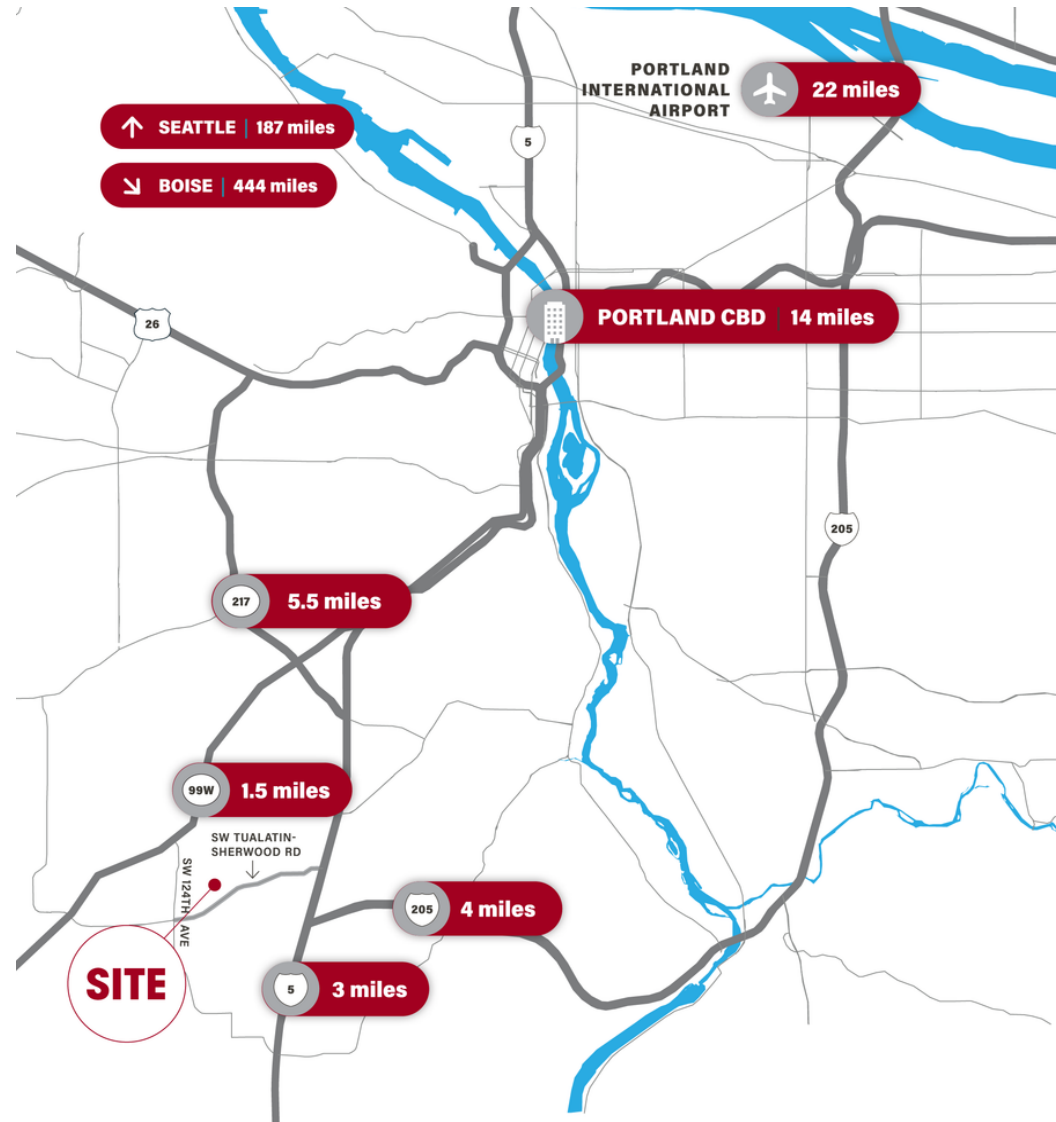 PORTLAND
INTERNATIONAL
AIRPORT
22 miles
SEATTLE | 187 miles
BOISE | 444 miles
5
26
PORTLAND CBD | 14 miles
205
217
5.5 miles
99W
1.5 miles
SW TUALATIN-
SHERWOOD RD
SW 124TH AVE
205
4 miles
SITE
5
3 miles